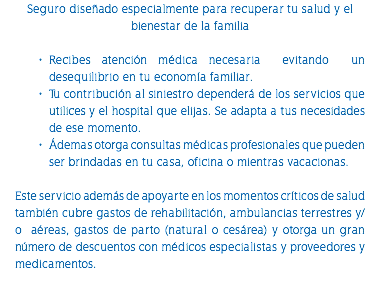 Seguro diseñado especialmente para recuperar tu salud y el
bienestar de la familia
• Recibes atención médica necesaria evitando un
desequilibrio en tu economía familiar.
• Tu contribución al siniestro dependerá de los servicios que
utilices y el hospital que elijas. Se adapta a tus necesidades
de ese momento.
• Ádemas otorga consultas médicas profesionales que pueden
ser brindadas en tu casa, oficina o mientras vacacionas.
Este servicio además de apoyarte en los momentos críticos de salud
también cubre gastos de rehabilitación, ambulancias terrestres y/
o aéreas, gastos de parto (natural o cesárea) y otorga un gran
número de descuentos con médicos especialistas y proveedores y
medicamentos.